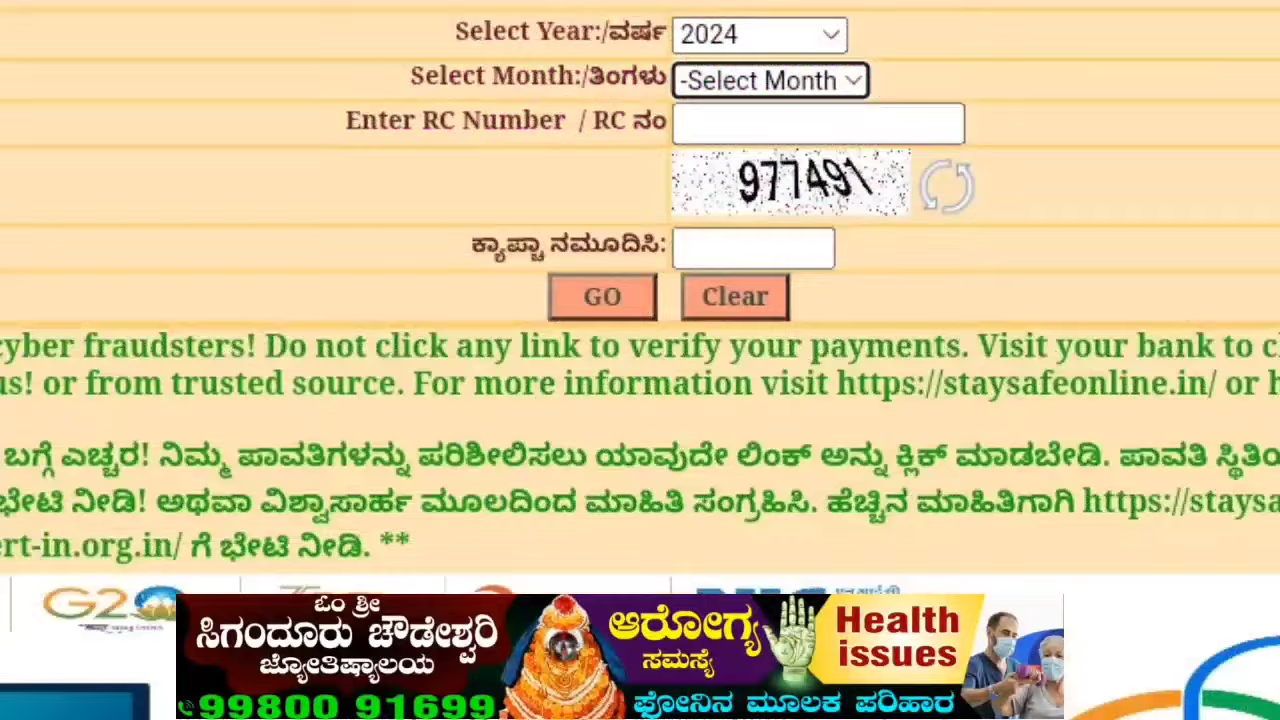 Select Year:/ವರ್ಷ 2024
Select Month:/ತಿಂಗಳು -Select Month
Enter RC Number / RC ನಂ
977491
ಕ್ಯಾಪ್ಚಾ ನಮೂದಿಸಿ:
GO Clear
cyber fraudsters! Do not click any link to verify your payments. Visit your bank to
us! or from trusted source. For more information visit https://staysafeonline.in/ or
ಬಗ್ಗೆ ಎಚ್ಚರ! ನಿಮ್ಮ ಪಾವತಿಗಳನ್ನು ಪರಿಶೀಲಿಸಲು ಯಾವುದೇ ಲಿಂಕ್ ಅನ್ನು ಕ್ಲಿಕ್ ಮಾಡಬೇಡಿ. ಪಾವತಿ
ಭೇಟಿ ನೀಡಿ! ಅಥವಾ ವಿಶ್ವಾಸಾರ್ಹ ಮೂಲದಿಂದ ಮಾಹಿತಿ ಸಂಗ್ರಹಿಸಿ. ಹೆಚ್ಚಿನ ಮಾಹಿತಿಗಾಗಿ https://staysa
ert-in.org.in/ ಗೆ ಭೇಟಿ ನೀಡಿ. **
G20
ಓಂ ಶ್ರೀ
ಸಿಗಂದೂರು ಚೌಡೇಶ್ವರಿ
ಜ್ಯೋತಿಷ್ಯಾಲಯ
99800 91699
ಆರೋಗ್ಯ
ಸಮಸ್ಯೆ
Health
issues
ಫೋನಿನ ಮೂಲಕ ಪರಿಹಾರ